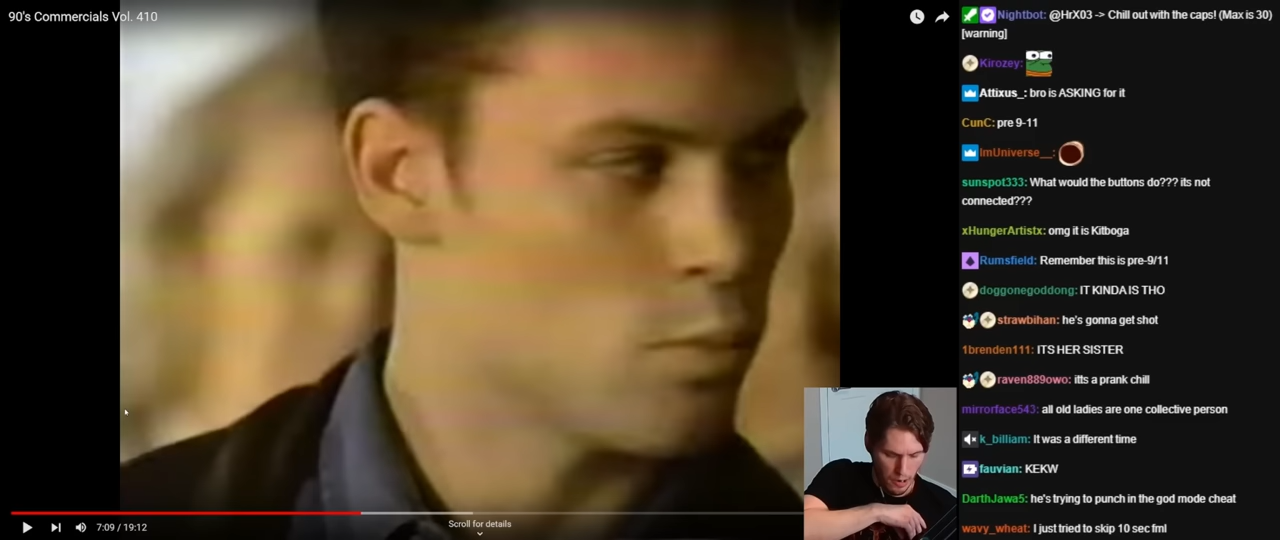 90's Commercials Vol. 410
Nightbot: @HrX03 -> Chill out with the caps! (Max is 30)
[warning]
Kirozey:
Attixus_: bro is ASKING for it
CunC: pre 9-11
ImUniverse__:
sunspot333: What would the buttons do??? its not
connected???
xHungerArtistx: omg it is Kitboga
Rumsfield: Remember this is pre-9/11
doggonegoddong: IT KINDA IS THO
strawbihan: he's gonna get shot
1brenden111: ITS HER SISTER
raven889owo: itts a prank chill
mirrorface543: all old ladies are one collective person
k_billiam: It was a different time
fauvian: KEKW
DarthJawa5: he's trying to punch in the god mode cheat
wavy_wheat: I just tried to skip 10 sec fml
7:09 / 19:12
Scroll for details